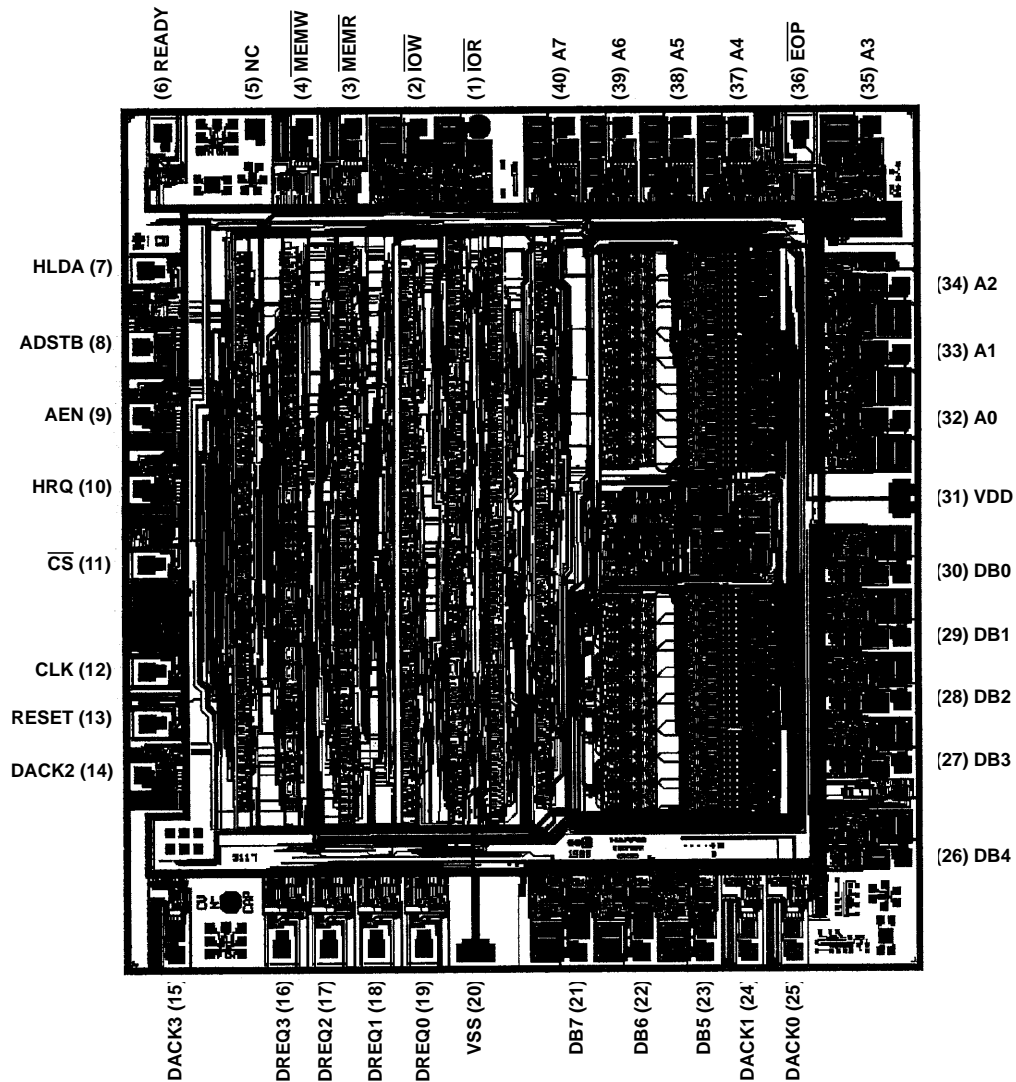 (6) READY
(5) NC
(4) MEMW
(3) MEMR
(2) IOW
(1) IOR
(40) A7
(39) A6
(38) A5
(37) A4
(36) EOP
(35) A3
HLDA (7)
ADSTB (8)
AEN (9)
HRQ (10)
CS (11)
CLK (12)
RESET (13)
DACK2 (14)
(34) A2
(33) A1
(32) A0
(31) VDD
(30) DB0
(29) DB1
(28) DB2
(27) DB3
(26) DB4
DACK3 (15)
DREQ3 (16)
DREQ2 (17)
DREQ1 (18)
DREQ0 (19)
VSS (20)
DB7 (21)
DB6 (22)
DB5 (23)
DACK1 (24)
DACK0 (25)